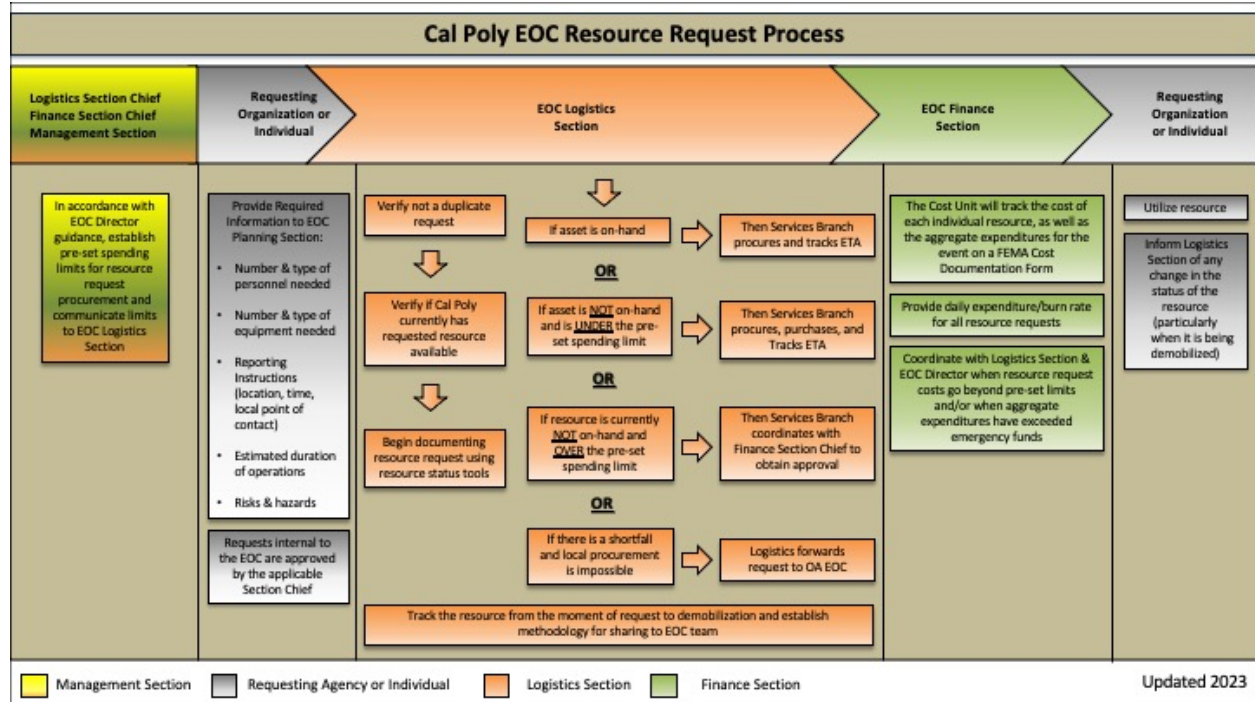 Cal Poly EOC Resource Request Process
Logistics Section Chief
Finance Section Chief
Management Section
Requesting
Organization or
Individual
EOC Logistics
Section
EOC Finance
Section
Requesting
Organization
or Individual
In accordance with
EOC Director
guidance, establish
pre-set spending
limits for resource
request
procurement and
communicate limits
to EOC Logistics
Section
Provide Required
Information to EOC
Planning Section:
• Number & type of
personnel needed
• Number & type of
equipment needed
• Reporting
Instructions
(location, time,
local point of
contact)
• Estimated duration
of operations
• Risks & hazards
Requests internal to
the EOC are approved
by the applicable
Section Chief
Verify not a duplicate
request
Verify if Cal Poly
currently has
requested resource
available
Begin documenting
resource request using
resource status tools
If asset is on-hand
Then Services Branch
procures and tracks ETA
OR
If asset is NOT on-hand
and is UNDER the pre-
set spending limit
Then Services Branch
procures, purchases, and
Tracks ETA
OR
If resource is currently
NOT on-hand and
OVER the pre-set
spending limit
Then Services Branch
coordinates with
Finance Section Chief to
obtain approval
OR
If there is a shortfall
and local procurement
is impossible
Logistics forwards
request to OA EOC
Track the resource from the moment of request to demobilization and establish
methodology for sharing to EOC team
The Cost Unit will track the cost
of each individual resource, as well as
the aggregate expenditures for the
event on a FEMA Cost
Documentation Form
Provide daily expenditure/burn rate
for all resource requests
Coordinate with Logistics Section &
EOC Director when resource request
costs go beyond pre-set limits
and/or when aggregate
expenditures have exceeded
emergency funds
Utilize resource
Inform Logistics
Section of any
change in the
status of the
resource
(particularly
when it is being
demobilized)
Management Section
Requesting Agency or Individual
Logistics Section
Finance Section
Updated 2023